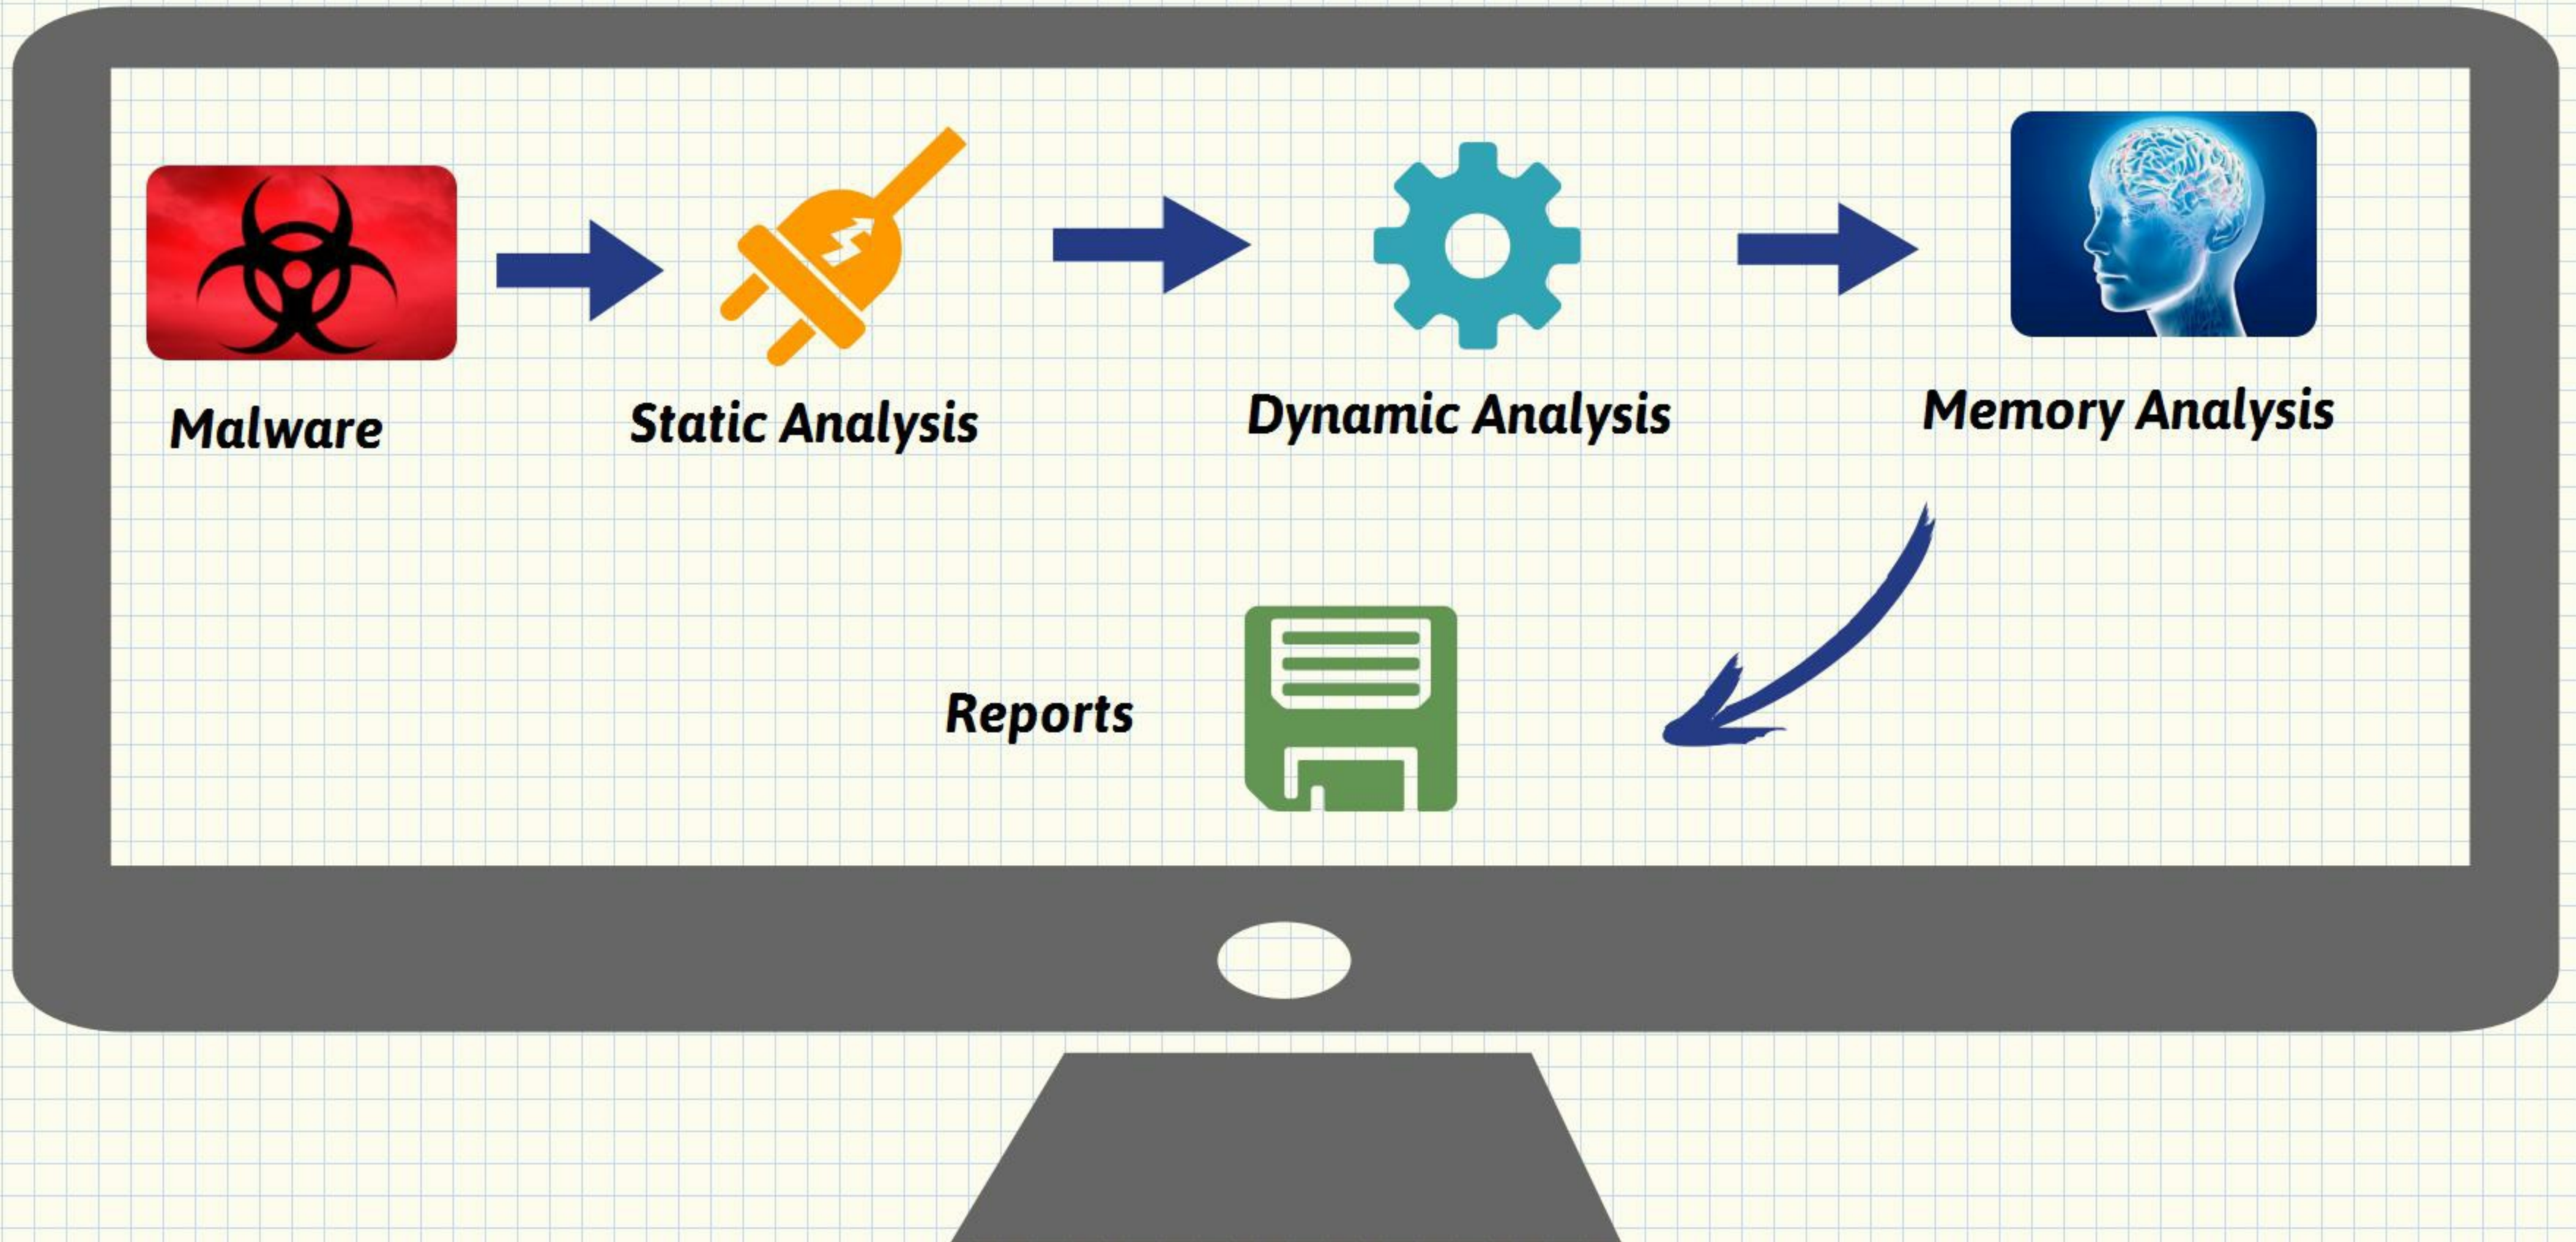 Malware
Static Analysis
Dynamic Analysis
Memory Analysis
Reports